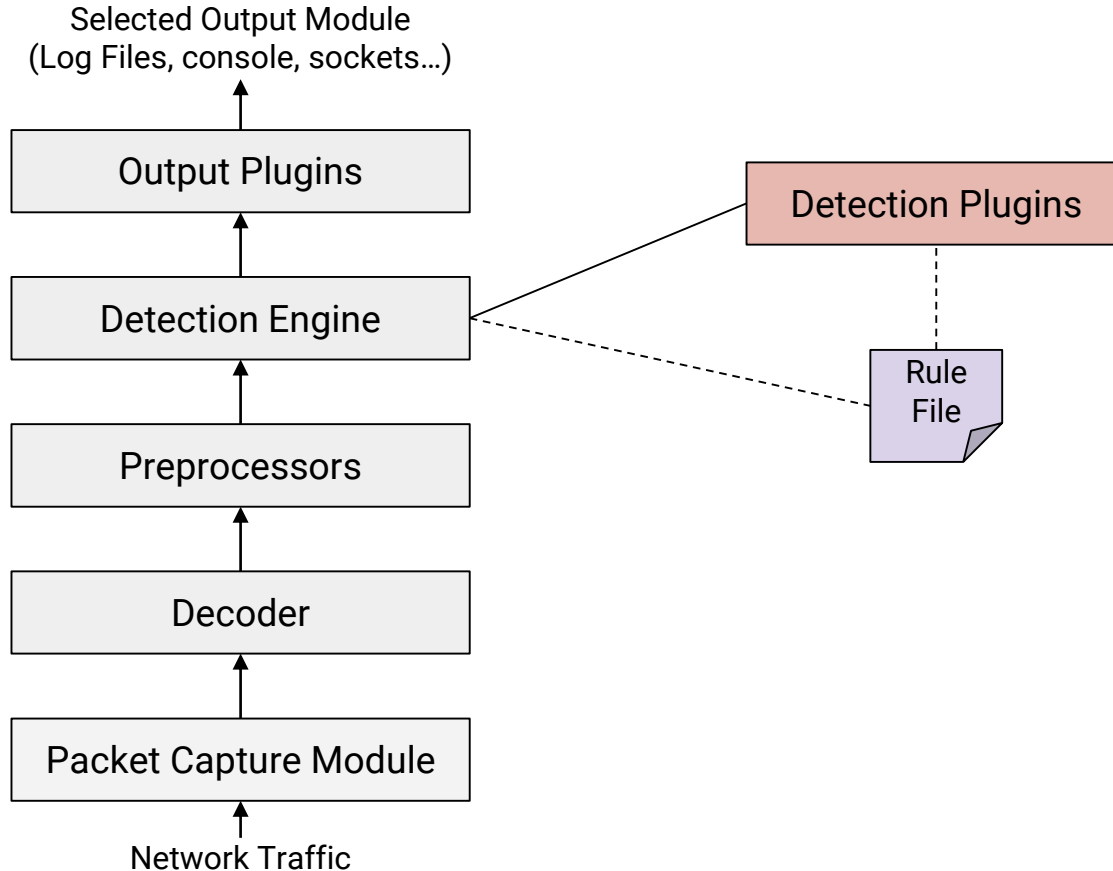 Selected Output Module
(Log Files, console, sockets…)
Output Plugins
Detection Plugins
Detection Engine
Rule
File
Preprocessors
Decoder
Packet Capture Module
Network Traffic